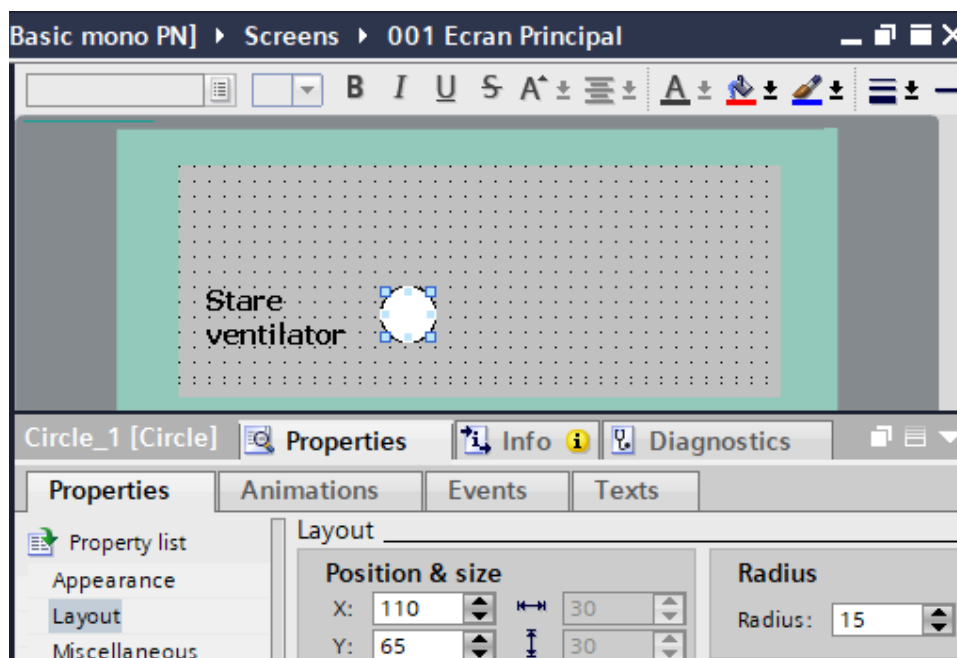 Basic mono PN] ▸ Screens ▸ 001 Ecran Principal
B I U S A A
Stare
ventilator
Circle_1 [Circle] Properties Info Diagnostics
Properties Animations Events Texts
Property list
Appearance
Layout
Miscellaneous
Layout
Position & size
X: 110 30
Y: 65 30
Radius
Radius: 15